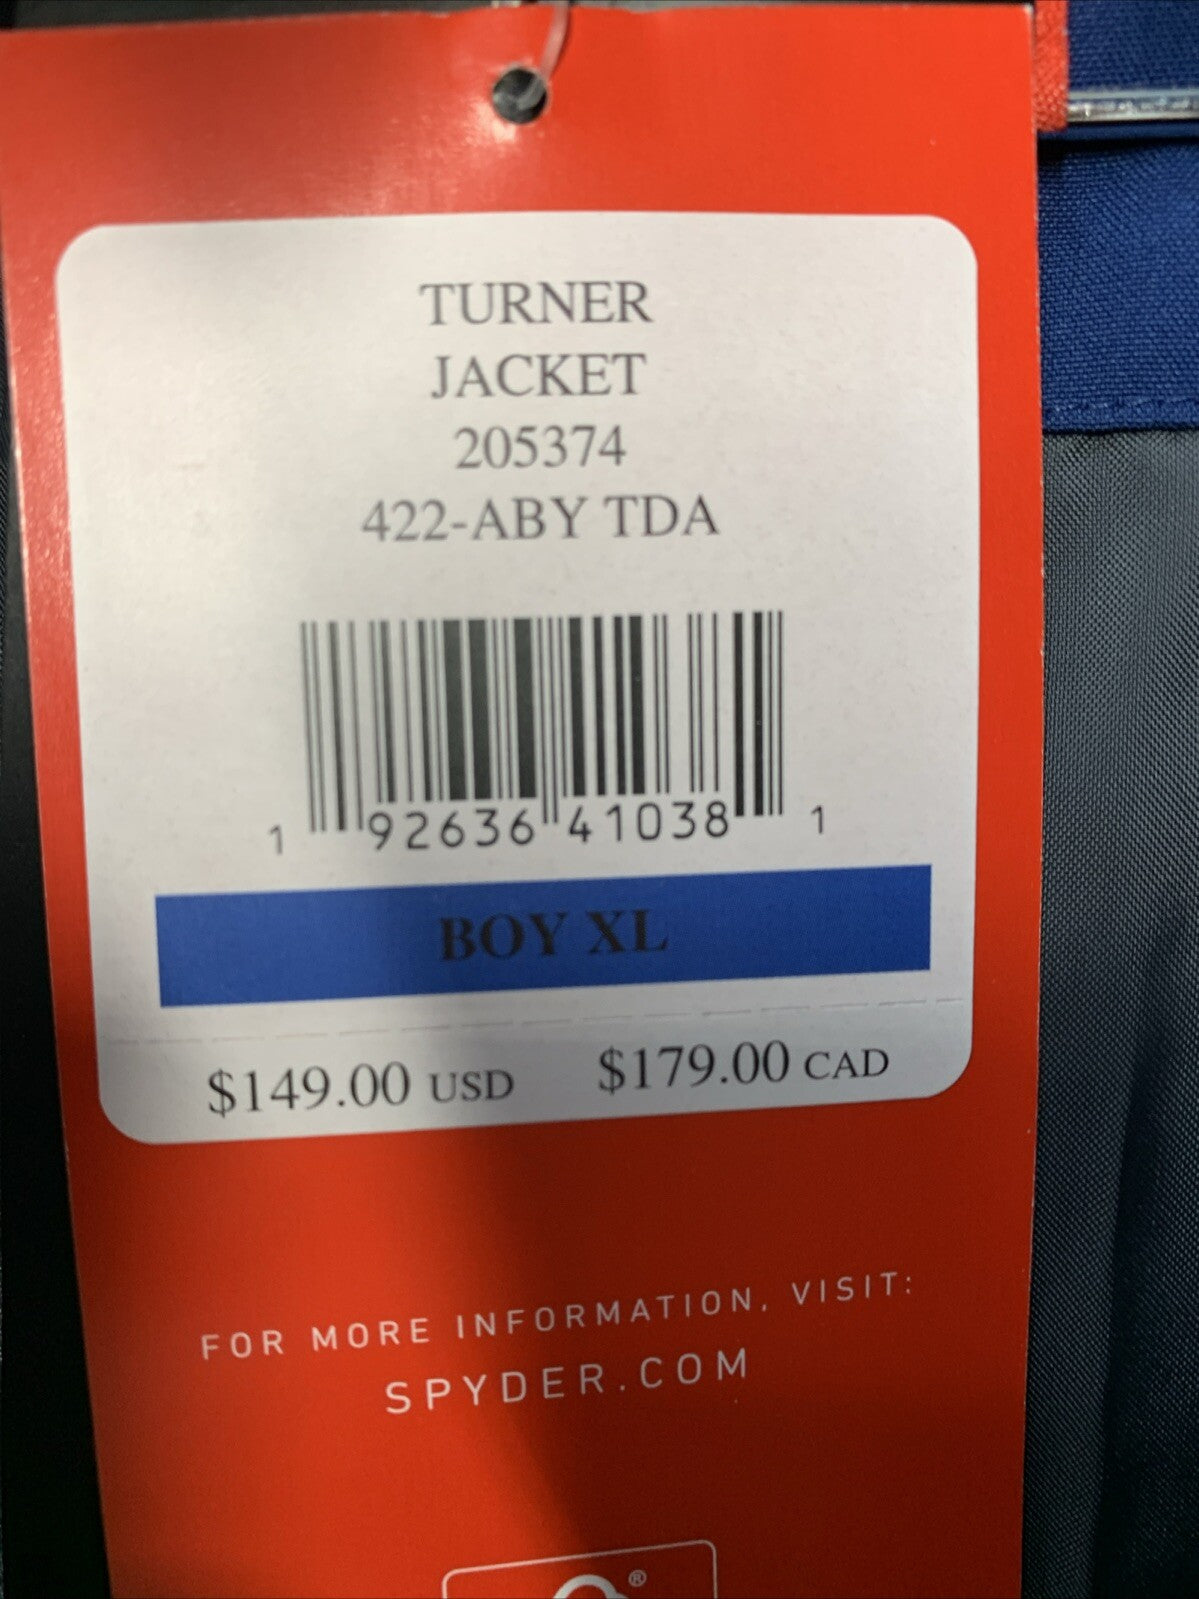 TURNER
JACKET
205374
422-ABY TDA
1 92636 41038 1
BOY XL
$149.00 USD $179.00 CAD
FOR MORE INFORMATION, VISIT:
SPYDER.COM
®